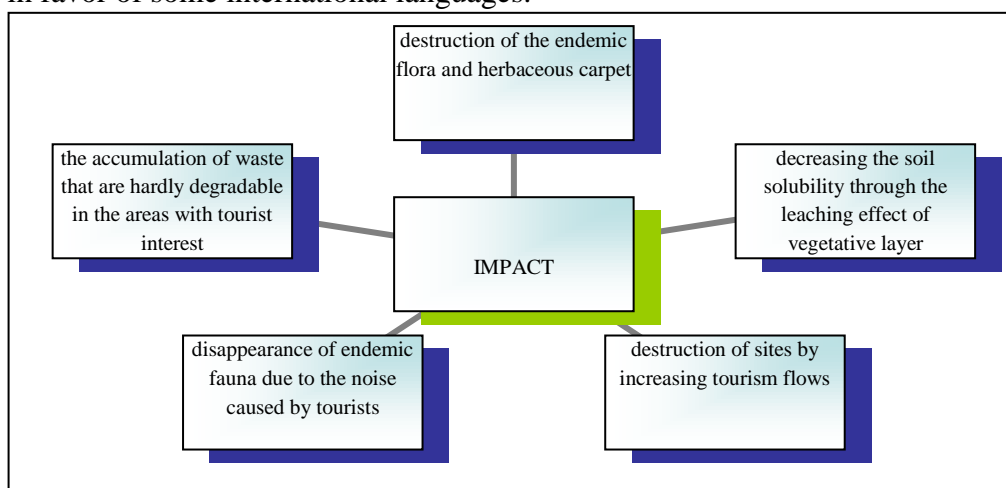 in favor of some international languages.
destruction of the endemic
flora and herbaceous carpet
the accumulation of waste
that are hardly degradable
in the areas with tourist
interest
decreasing the soil
solubility through the
leaching effect of
vegetative layer
IMPACT
disappearance of endemic
fauna due to the noise
caused by tourists
destruction of sites by
increasing tourism flows